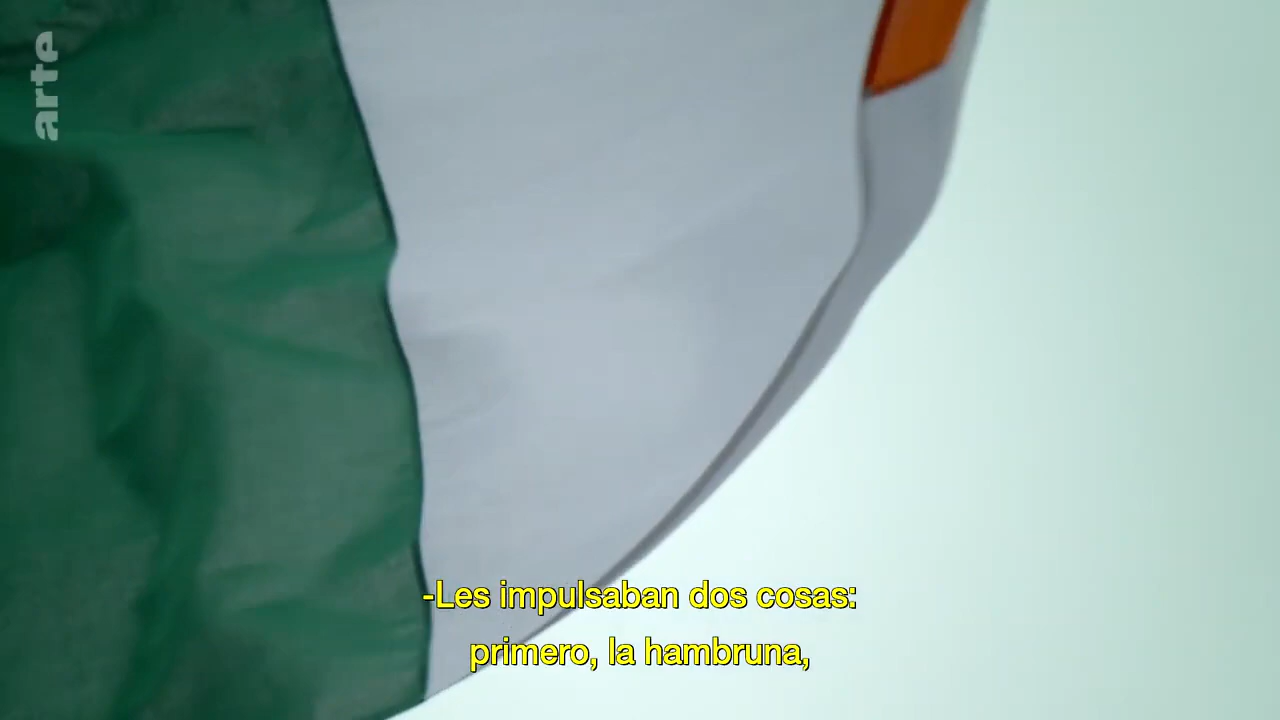 arte
-Les impulsaban dos cosas:
primero, la hambruna,